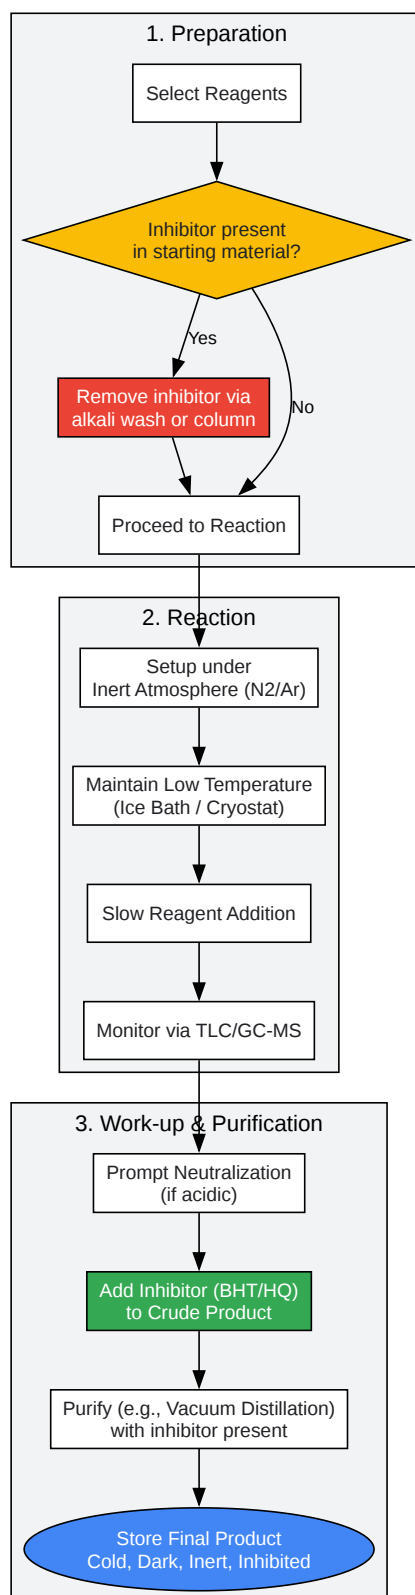 1. Preparation
Select Reagents
Inhibitor present
in starting material?
Yes
Remove inhibitor via
alkali wash or column
No
Proceed to Reaction
2. Reaction
Setup under
Inert Atmosphere (N2/Ar)
Maintain Low Temperature
(Ice Bath / Cryostat)
Slow Reagent Addition
Monitor via TLC/GC-MS
3. Work-up & Purification
Prompt Neutralization
(if acidic)
Add Inhibitor (BHT/HQ)
to Crude Product
Purify (e.g., Vacuum Distillation)
with inhibitor present
Store Final Product
Cold, Dark, Inert, Inhibited